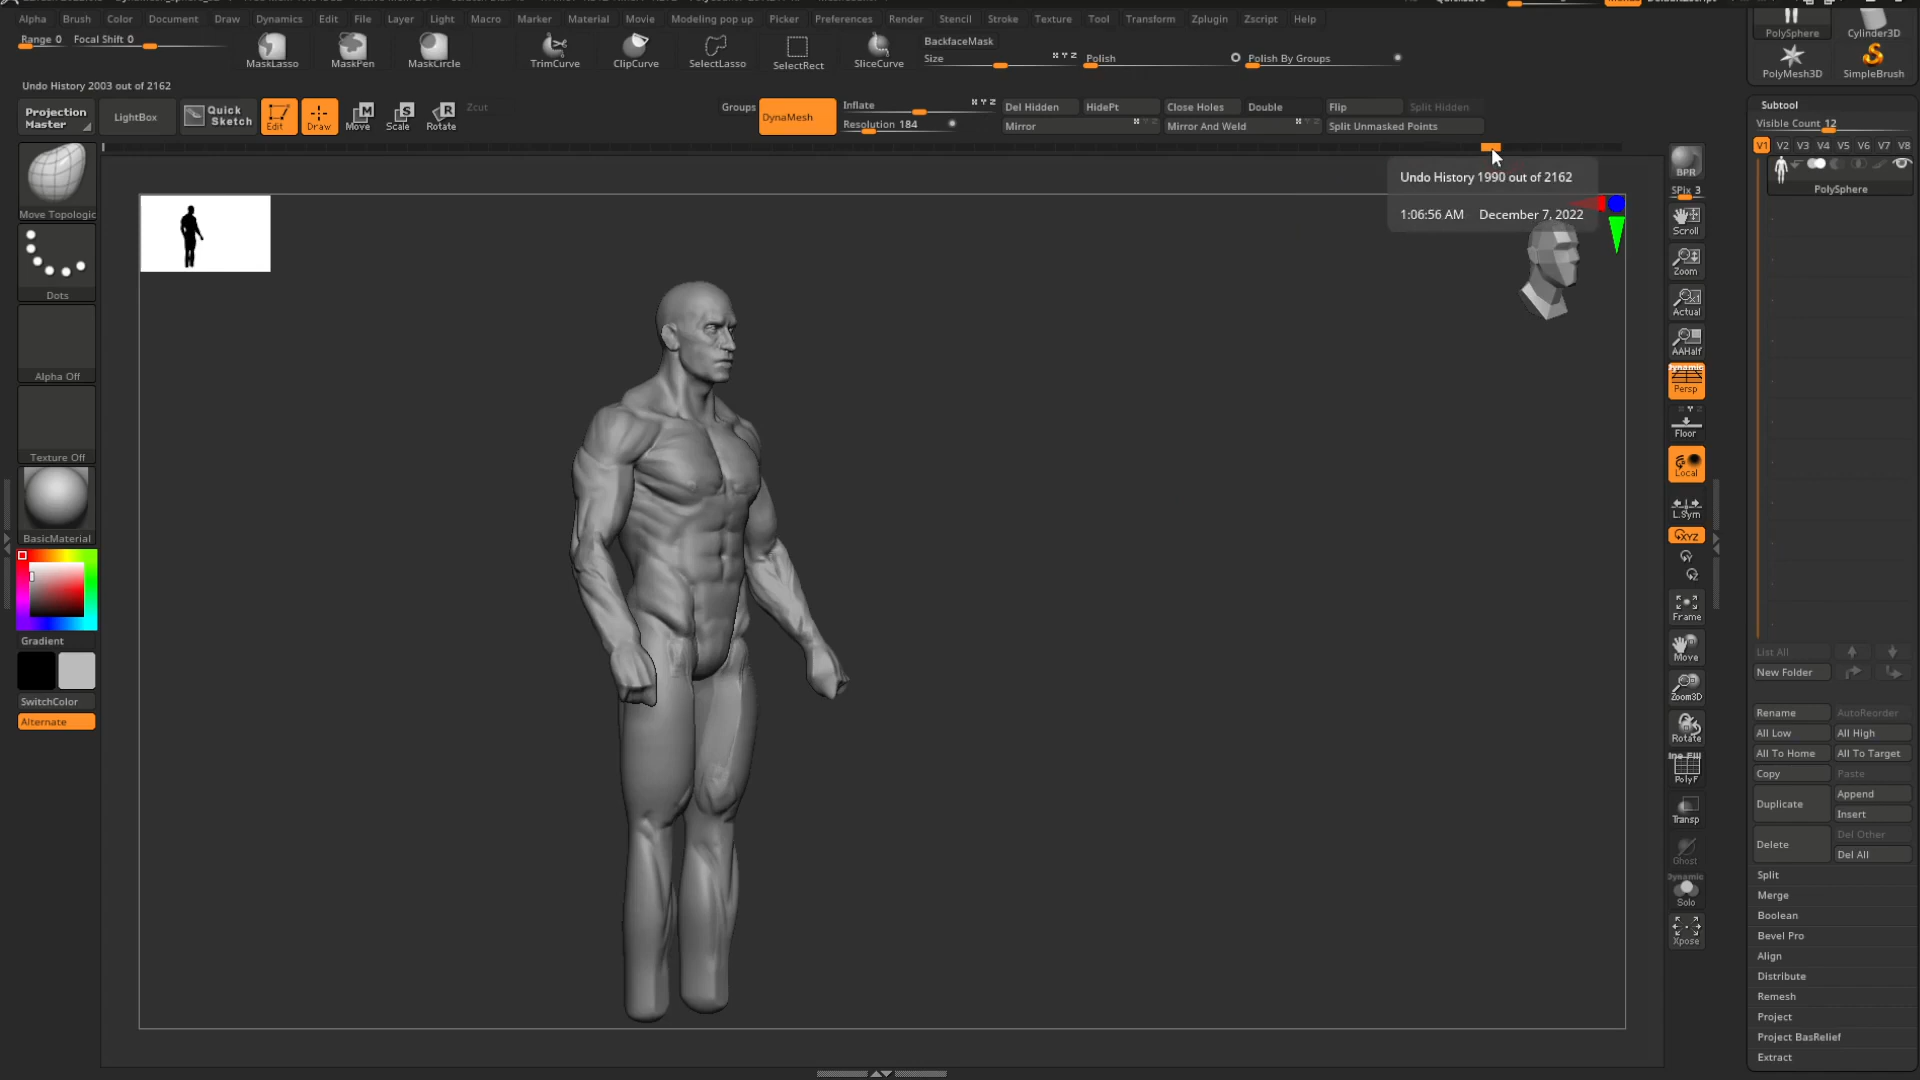 Alpha Brush Color Document Draw Dynamics Edit File Layer Light Macro Marker Material Movie Modeling pop up Picker Preferences Render Stencil Stroke Texture Tool Transform Zplugin Zscript Help
Range 0 Focal Shift 0
MaskLasso MaskPen MaskCircle TrimCurve ClipCurve SelectLasso SelectRect SliceCurve
BackfaceMask
Size X Y Z Polish Polish By Groups
PolySphere Cylinder3D
PolyMesh3D SimpleBrush
Undo History 2003 out of 2162
Projection Master
LightBox
Quick Sketch
Edit Draw Move Scale Rotate
Zcut
Groups DynaMesh
Inflate X Y Z
Resolution 184
Del Hidden HidePt Close Holes Double Flip Split Hidden
Mirror Mirror And Weld Split Unmasked Points
Subtool
Visible Count 12
V1 V2 V3 V4 V5 V6 V7 V8
PolySphere
Undo History 1990 out of 2162
1:06:56 AM December 7, 2022
Move Topologic
Dots
Alpha Off
Texture Off
BasicMaterial
Gradient
SwitchColor
Alternate
BPR
SPix 3
Scroll
Zoom
Actual
AAHalf
Dynamic
Persp
Floor
Local
L.Sym
XYZ
Y
Z
Frame
Move
Zoom3D
Rotate
PolyF
Transp
Ghost
Dynamic
Solo
Xpose
List All
New Folder
Rename AutoReorder
All Low All High
All To Home All To Target
Copy Paste
Duplicate Append
Insert
Delete Del Other
Del All
Split
Merge
Boolean
Bevel Pro
Align
Distribute
Remesh
Project
Project BasRelief
Extract